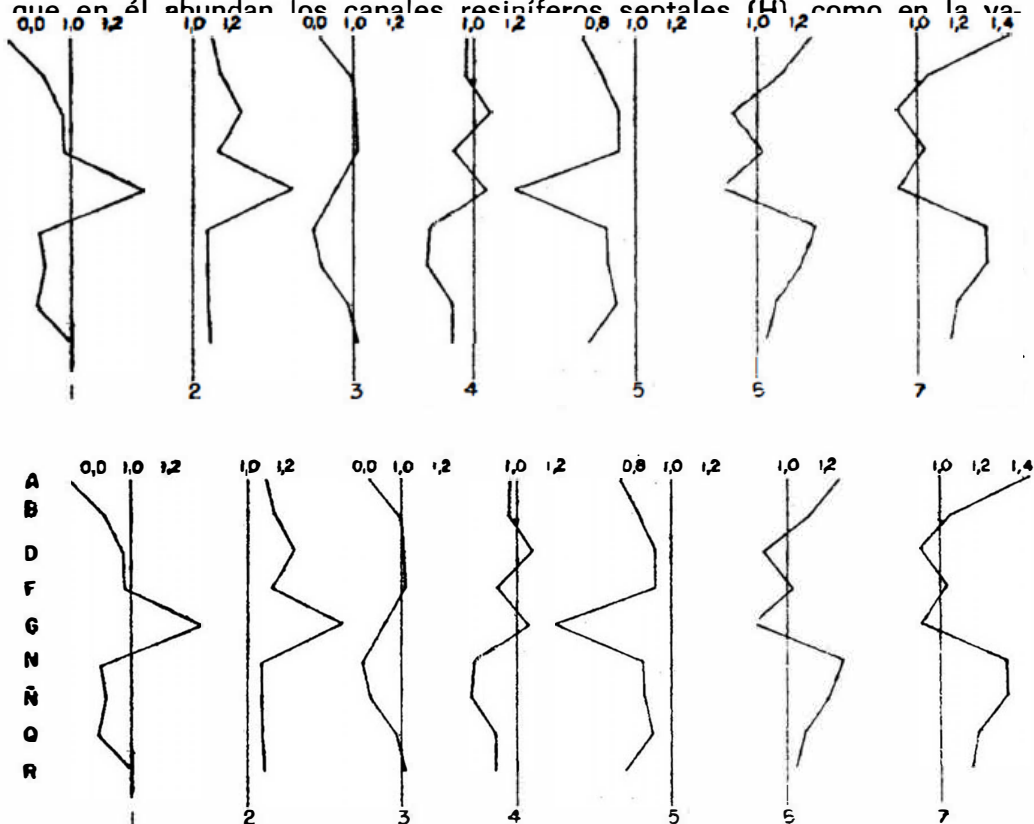 que en él abundan los canales resiníferos septales (H), como en la va-
0,0 1,0 1,2 1,0 1,2 0,0 1,0 1,2 1,0 1,2 0,8 1,0 1,2 1,0 1,2 1,0 1,2 1,4
1 2 3 4 5 6 7
0,0 1,0 1,2 1,0 1,2 0,0 1,0 1,2 1,0 1,2 0,8 1,0 1,2 1,0 1,2 1,0 1,2 1,4
A
B
D
F
G
N
Ñ
Q
R
1 2 3 4 5 6 7